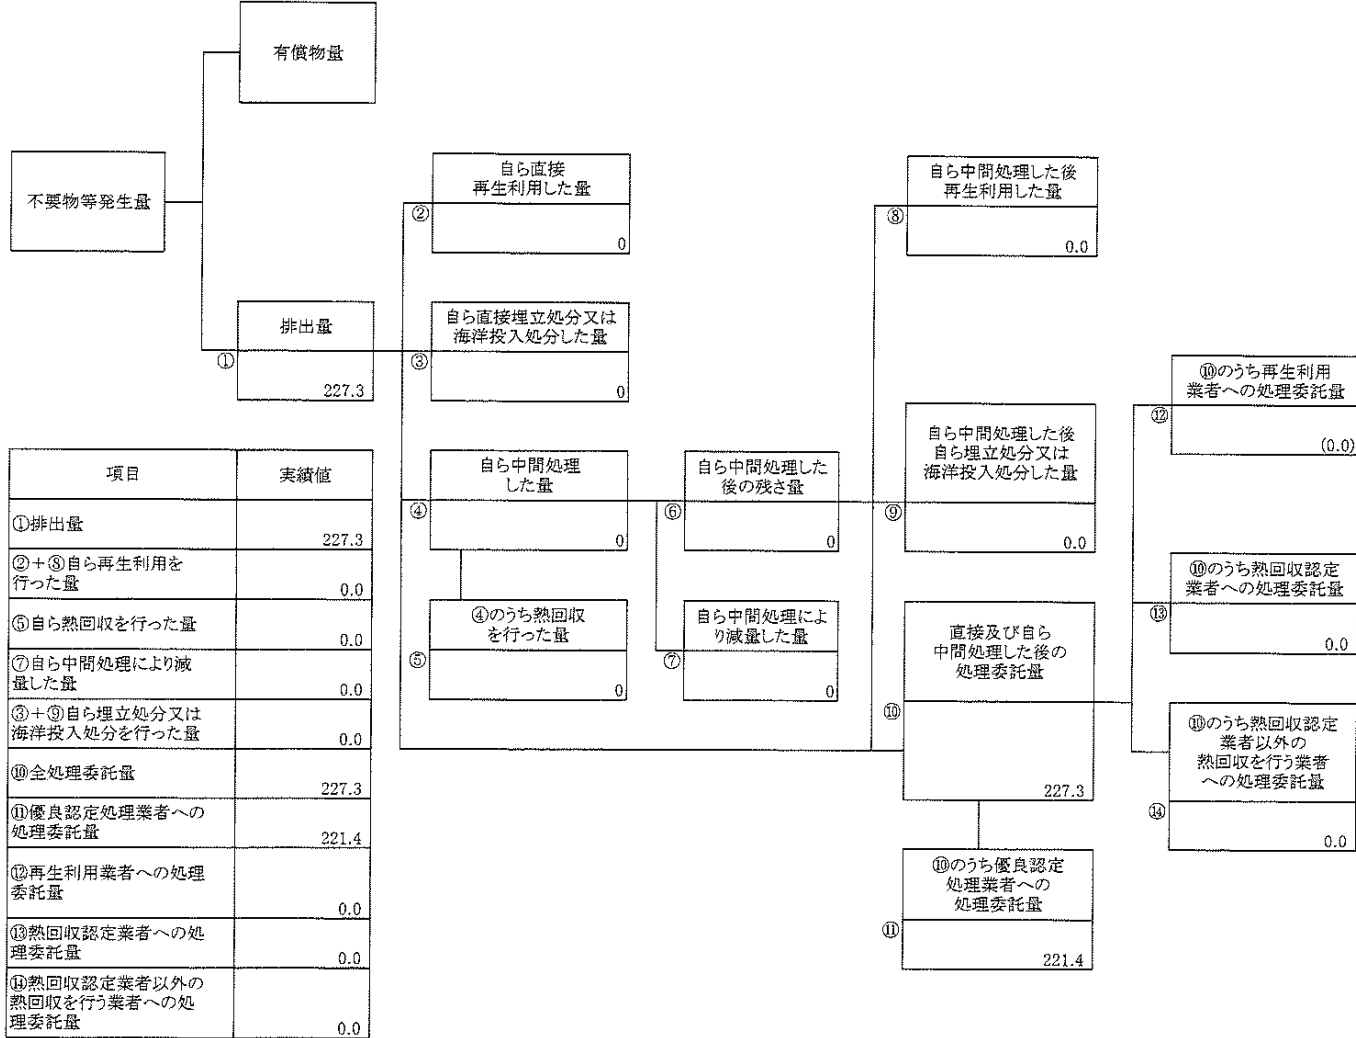 有償物量
不要物等発生量
排出量
①
227.3
自ら直接
再生利用した量
②
0
自ら直接埋立処分又は
海洋投入処分した量
③
0
自ら中間処理
した量
④
0
④のうち熱回収
を行った量
⑤
0
自ら中間処理した
後の残さ量
⑥
0
自ら中間処理によ
り減量した量
⑦
0
自ら中間処理した後
再生利用した量
⑧
0.0
自ら中間処理した後
自ら埋立処分又は
海洋投入処分した量
⑨
0.0
直接及び自ら
中間処理した後の
処理委託量
⑩
227.3
⑩のうち優良認定
処理業者への
処理委託量
⑪
221.4
⑩のうち再生利用
業者への処理委託量
⑫
(0.0)
⑩のうち熱回収認定
業者への処理委託量
⑬
0.0
⑩のうち熱回収認定
業者以外の
熱回収を行う業者
への処理委託量
⑭
0.0
項目 実績値
①排出量
227.3
②+⑧自ら再生利用を
行った量
0.0
⑤自ら熱回収を行った量
0.0
⑦自ら中間処理により減
量した量
0.0
③+⑨自ら埋立処分又は
海洋投入処分を行った量
0.0
⑩全処理委託量
227.3
⑪優良認定処理業者への
処理委託量
221.4
⑫再生利用業者への処理
委託量
0.0
⑬熱回収認定業者への処
理委託量
0.0
⑭熱回収認定業者以外の
熱回収を行う業者への処
理委託量
0.0